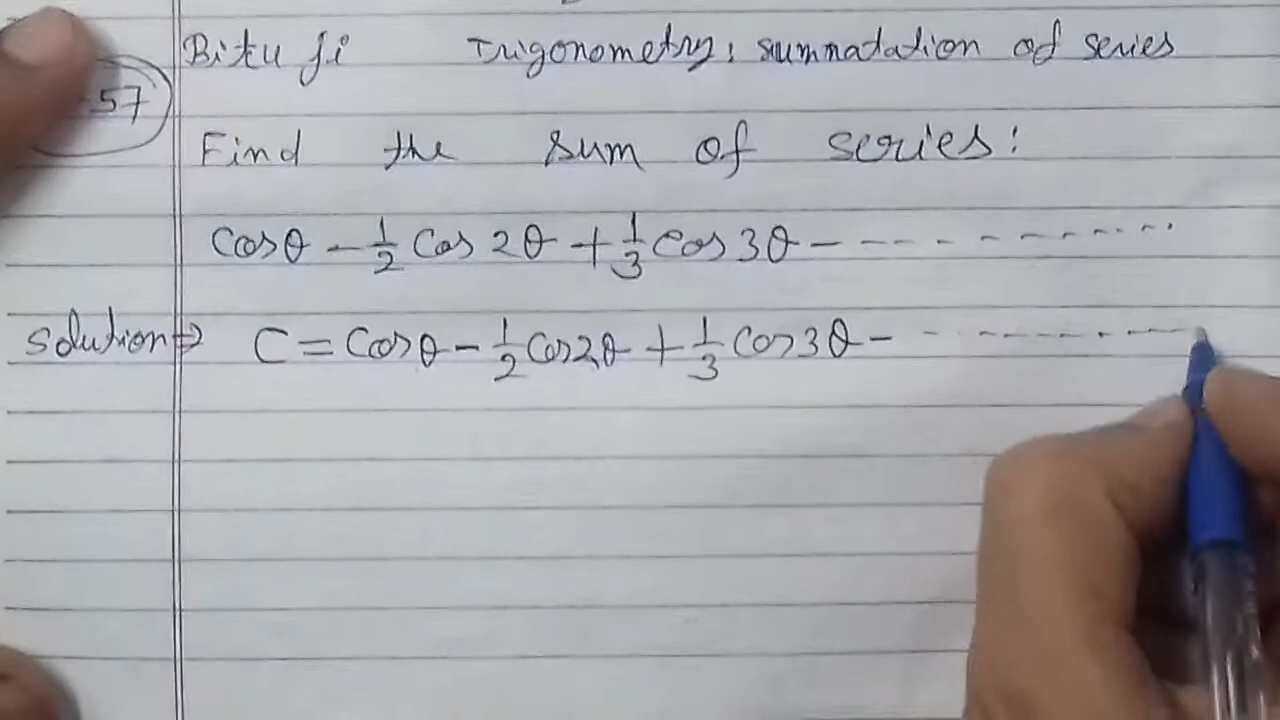 Bitu ji Trigonometry: summadation of series
57
Find the sum of series:
cosθ - 1/2 cos 2θ + 1/3 cos 3θ - - - - - - - - ....
Solution⇒ C = cosθ - 1/2 cos2θ + 1/3 cos3θ - - - - - - - -